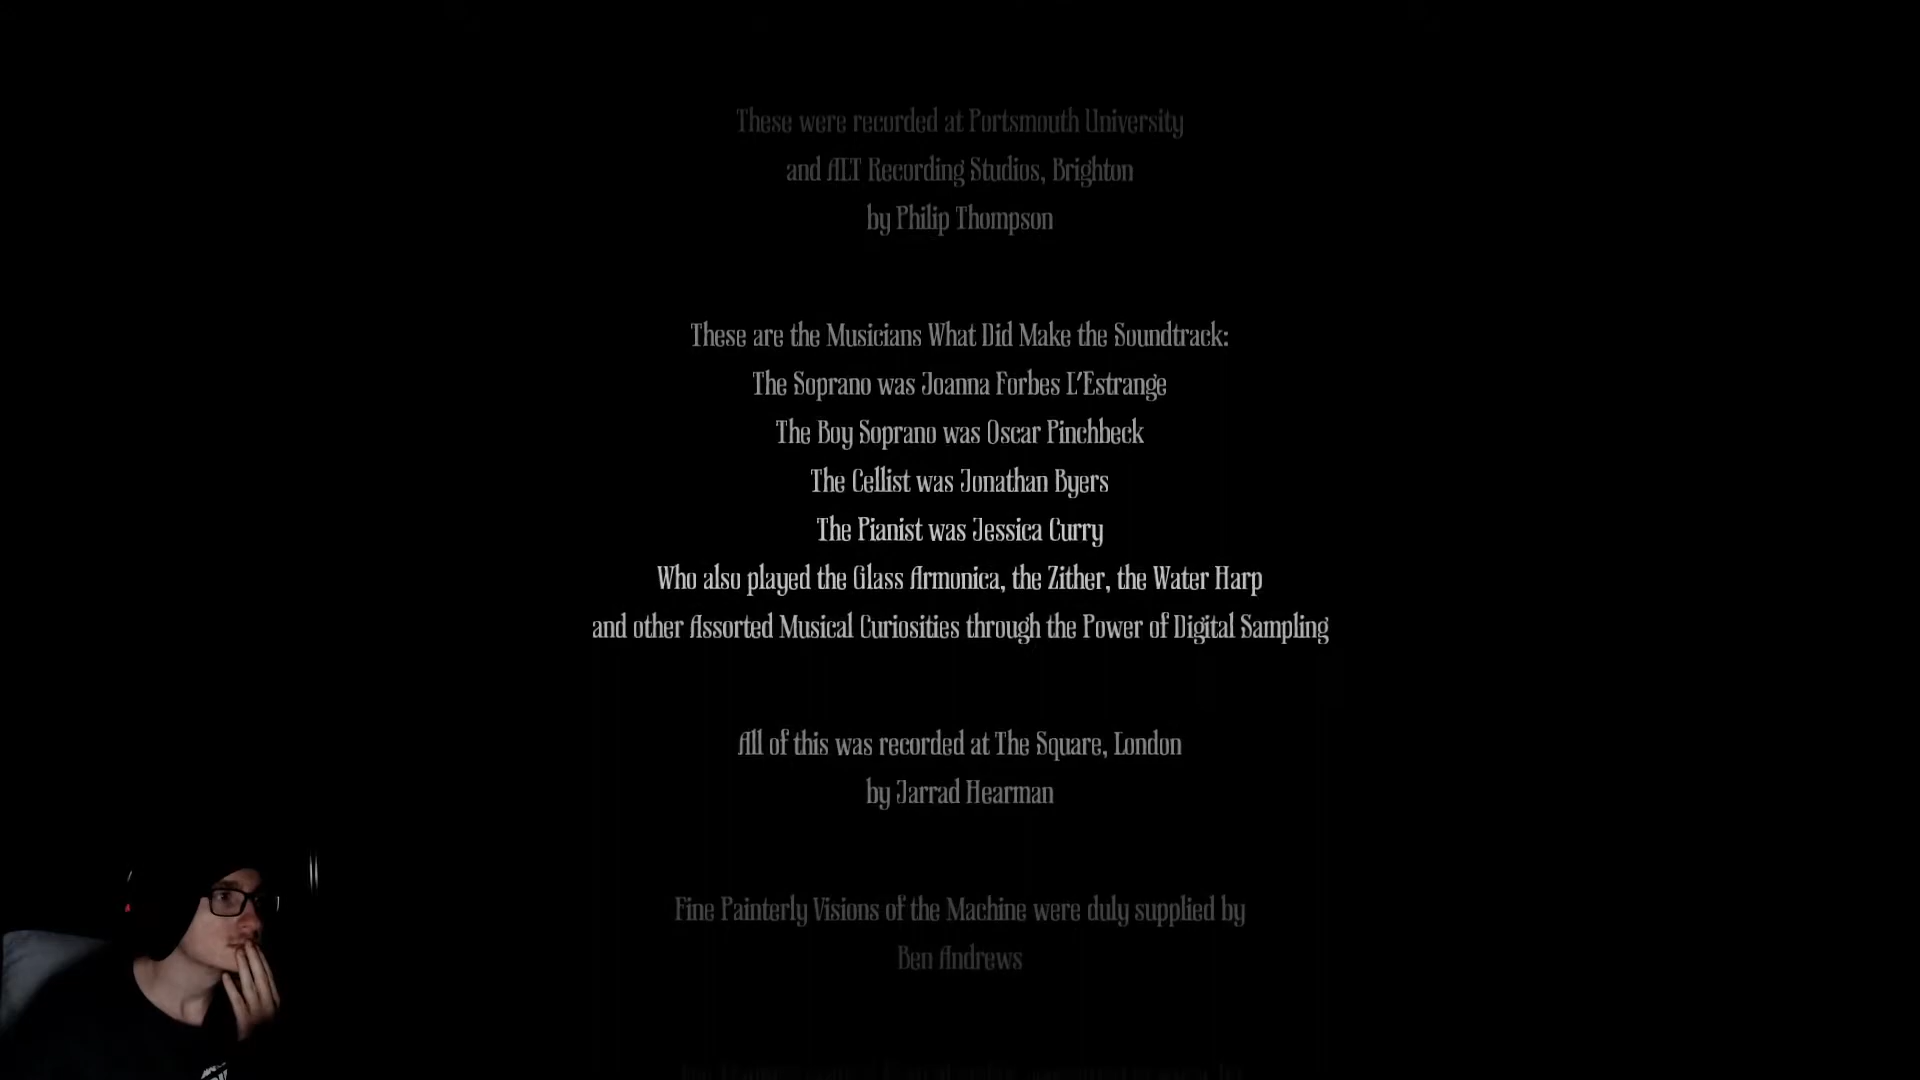 These were recorded at Portsmouth University
and ALT Recording Studios, Brighton
by Philip Thompson
These are the Musicians What Did Make the Soundtrack:
The Soprano was Joanna Forbes L'Estrange
The Boy Soprano was Oscar Pinchbeck
The Cellist was Jonathan Byers
The Pianist was Jessica Curry
Who also played the Glass Armonica, the Zither, the Water Harp
and other Assorted Musical Curiosities through the Power of Digital Sampling
All of this was recorded at The Square, London
by Jarrad Hearman
Fine Painterly Visions of the Machine were duly supplied by
Ben Andrews